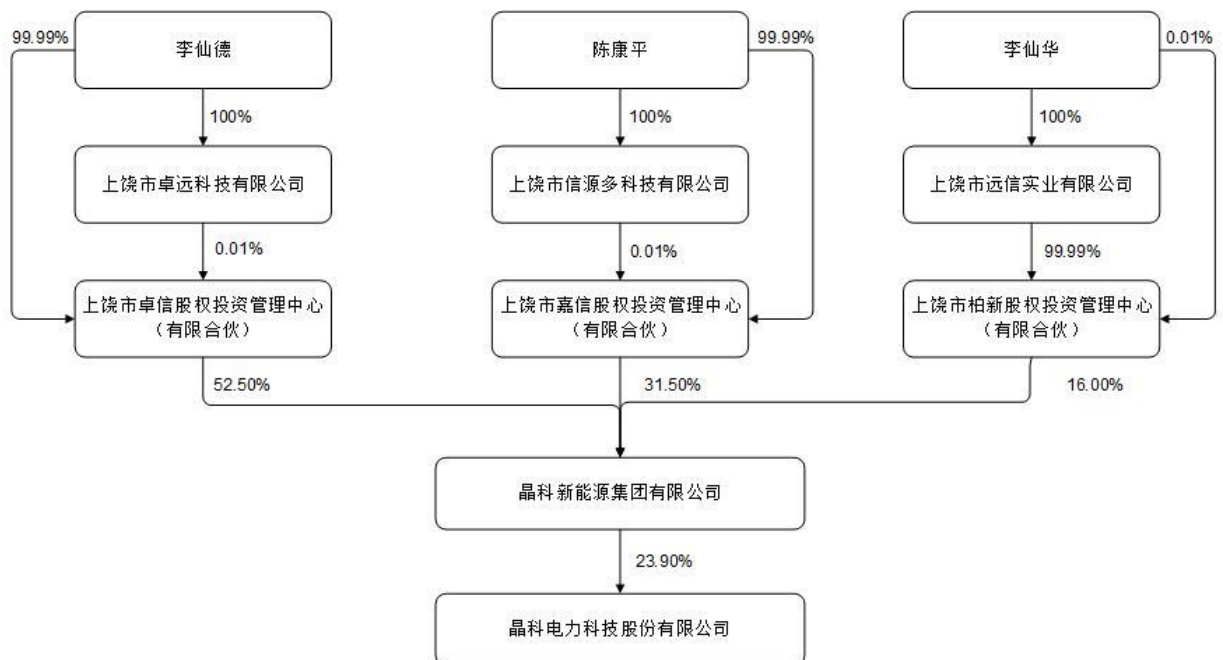 99.99%
李仙德
陈康平
99.99%
李仙华
0.01%
100%
100%
100%
上饶市卓远科技有限公司
上饶市信源多科技有限公司
上饶市远信实业有限公司
0.01%
0.01%
99.99%
上饶市卓信股权投资管理中心
（有限合伙）
上饶市嘉信股权投资管理中心
（有限合伙）
上饶市柏新股权投资管理中心
（有限合伙）
52.50%
31.50%
16.00%
晶科新能源集团有限公司
23.90%
晶科电力科技股份有限公司